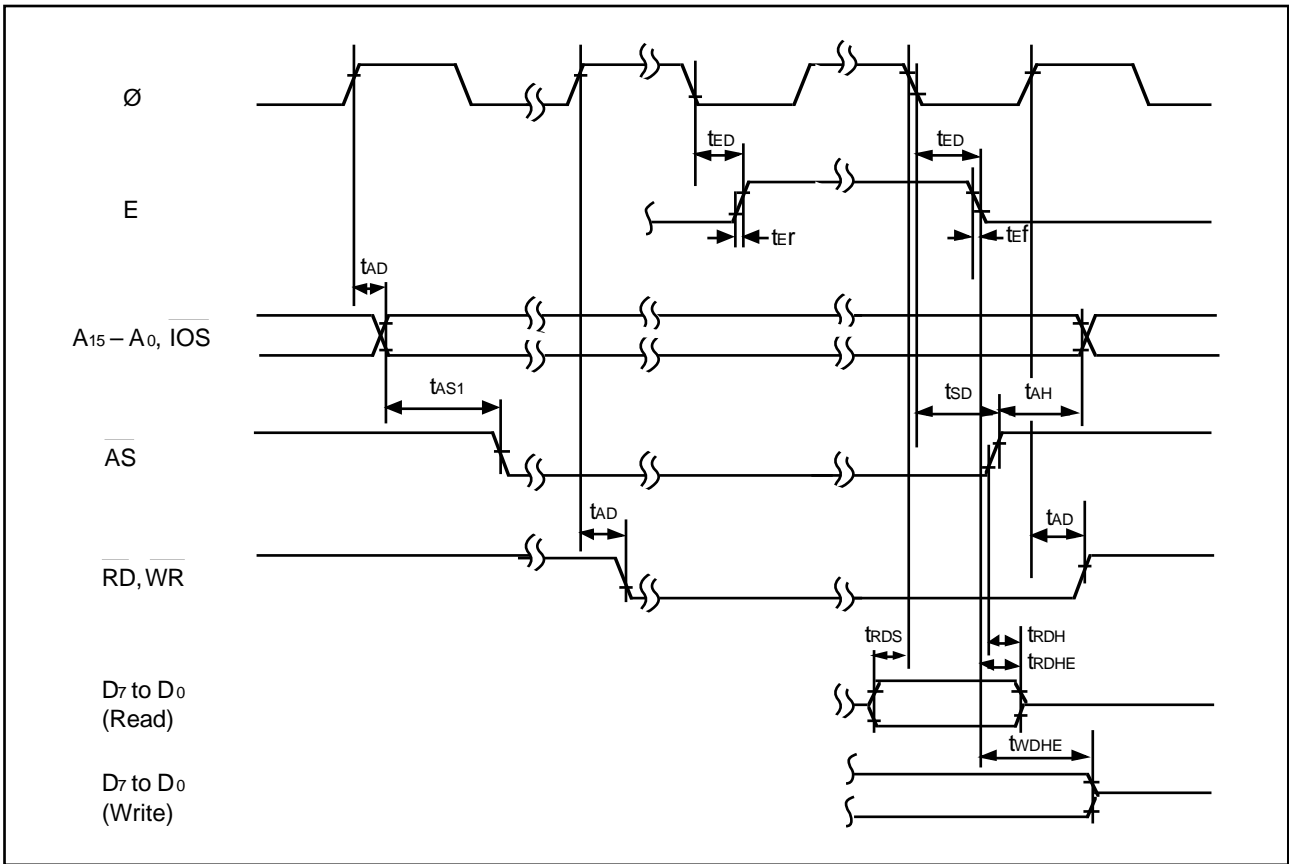 Ø
tED tED
E
tEr tEf
tAD
A15 – A0, IOS
tAS1 tSD tAH
AS
tAD tAD
RD, WR
tRDS tRDH
tRDHE
D7 to D0
(Read)
tWDHE
D7 to D0
(Write)